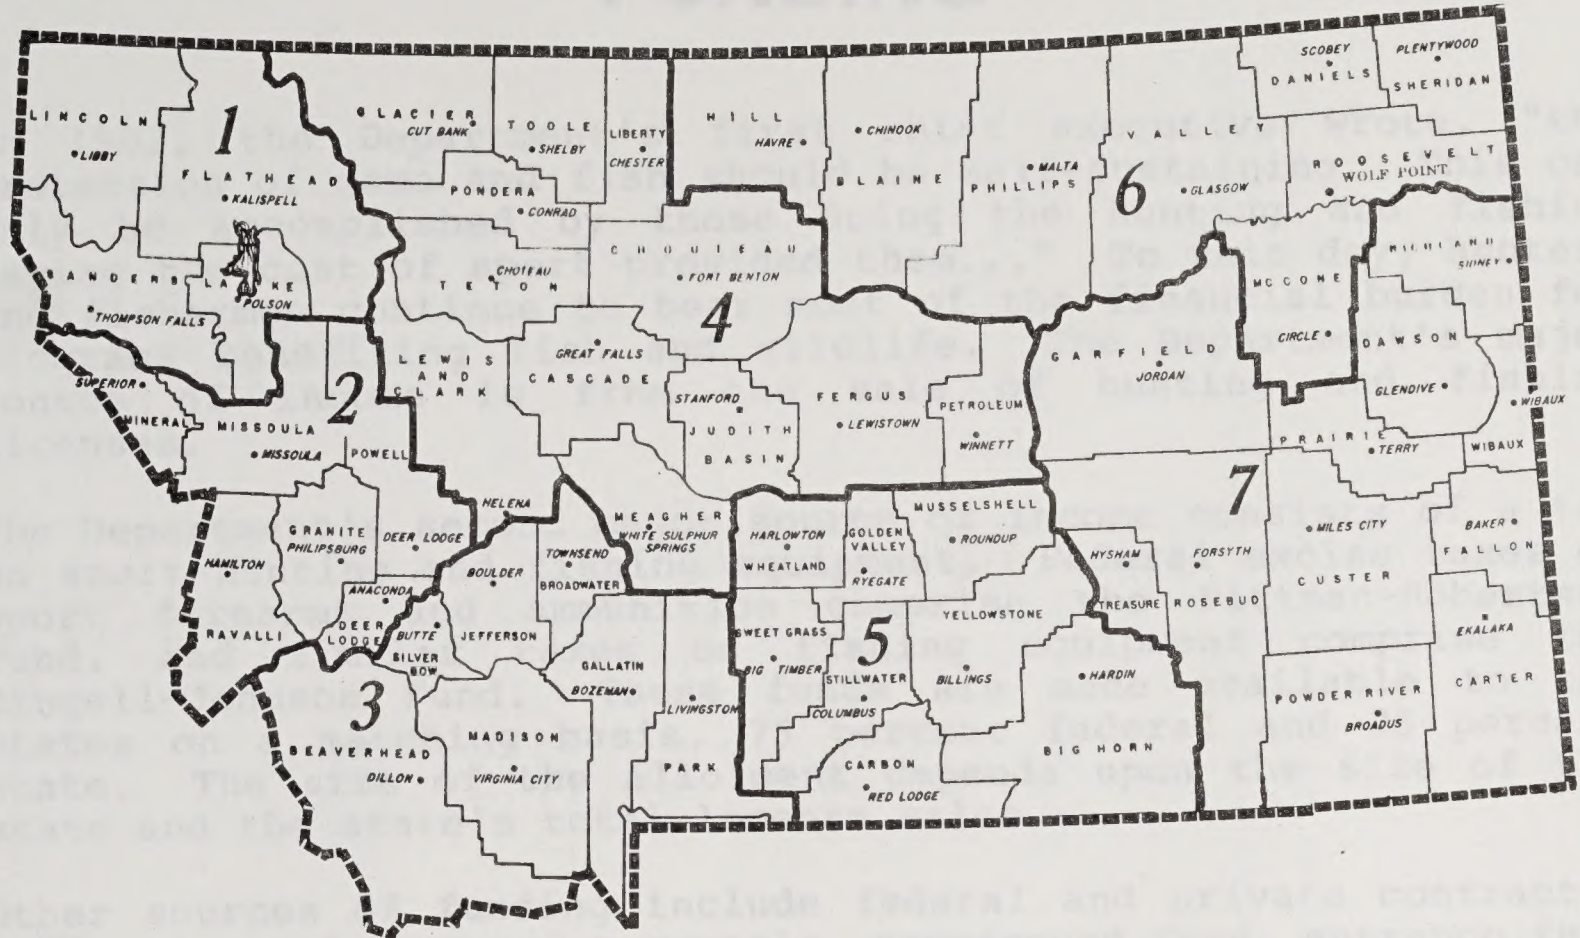 LINCOLN
LIBBY
1
FLATHEAD
KALISPELL
SANDERS
LAKE
POLSON
THOMPSON FALLS
GLACIER
CUT BANK
TOOLE
SHELBY
LIBERTY
CHESTER
PONDERA
CONRAD
TETON
CHOTEAU
CHOUTEAU
FORT BENTON
4
HILL
HAVRE
CHINOOK
BLAINE
MALTA
PHILLIPS
VALLEY
6
GLASGOW
SCOBEY
DANIELS
PLENTYWOOD
SHERIDAN
ROOSEVELT
WOLF POINT
RICHLAND
SIDNEY
MCCONE
CIRCLE
DAWSON
GLENDIVE
WIBAUX
WIBAUX
PRAIRIE
TERRY
GARFIELD
JORDAN
SUPERIOR
MINERAL
2
MISSOULA
MISSOULA
POWELL
LEWIS
AND
CLARK
GREAT FALLS
CASCADE
STANFORD
JUDITH
BASIN
FERGUS
LEWISTOWN
PETROLEUM
WINNETT
HELENA
GRANITE
PHILIPSBURG
DEER LODGE
HAMILTON
RAVALLI
ANACONDA
DEER
LODGE
BUTTE
SILVER
BOW
BOULDER
JEFFERSON
TOWNSEND
BROADWATER
MEAGHER
WHITE SULPHUR
SPRINGS
HARLOWTON
WHEATLAND
GOLDEN
VALLEY
RYEGATE
MUSSELSHELL
ROUNDUP
7
HYSHAM
TREASURE
FORSYTH
ROSEBUD
MILES CITY
CUSTER
BAKER
FALLON
EKALAKA
CARTER
POWDER RIVER
BROADUS
3
BEAVERHEAD
DILLON
MADISON
VIRGINIA CITY
GALLATIN
BOZEMAN
LIVINGSTON
PARK
SWEET GRASS
BIG TIMBER
5
STILLWATER
COLUMBUS
YELLOWSTONE
BILLINGS
CARBON
RED LODGE
HARDIN
BIG HORN